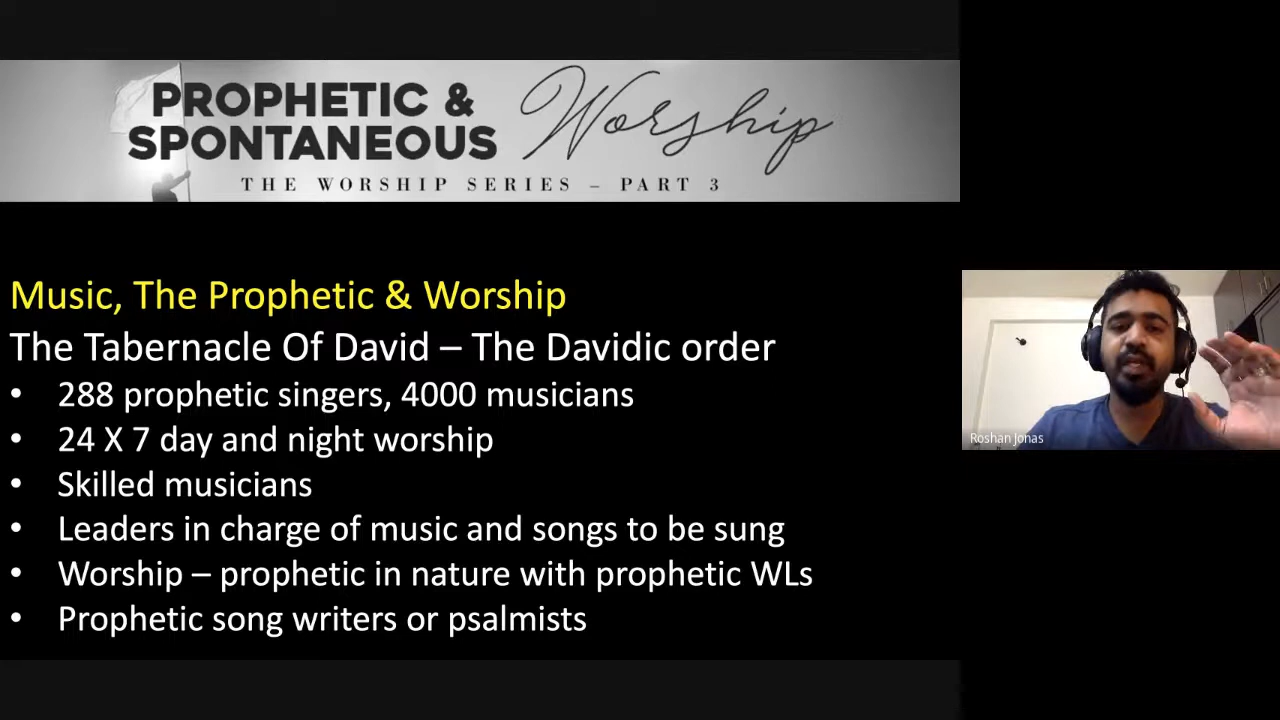 PROPHETIC & SPONTANEOUS Worship
THE WORSHIP SERIES – PART 3
Music, The Prophetic & Worship
The Tabernacle Of David – The Davidic order
• 288 prophetic singers, 4000 musicians
• 24 X 7 day and night worship
• Skilled musicians
• Leaders in charge of music and songs to be sung
• Worship – prophetic in nature with prophetic WLs
• Prophetic song writers or psalmists
Roshan Jonas